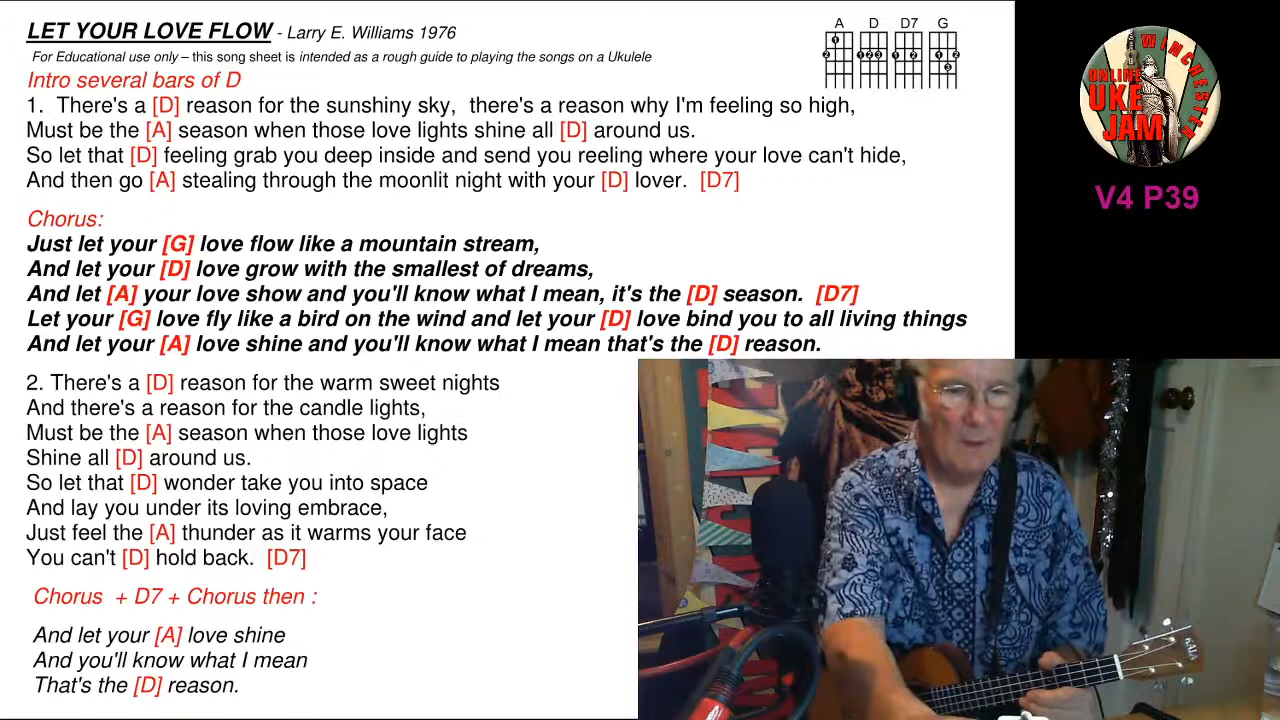 LET YOUR LOVE FLOW - Larry E. Williams 1976
For Educational use only – this song sheet is intended as a rough guide to playing the songs on a Ukulele
A D D7 G
Intro several bars of D
1. There's a [D] reason for the sunshiny sky, there's a reason why I'm feeling so high,
Must be the [A] season when those love lights shine all [D] around us.
So let that [D] feeling grab you deep inside and send you reeling where your love can't hide,
And then go [A] stealing through the moonlit night with your [D] lover. [D7]
Chorus:
Just let your [G] love flow like a mountain stream,
And let your [D] love grow with the smallest of dreams,
And let [A] your love show and you'll know what I mean, it's the [D] season. [D7]
Let your [G] love fly like a bird on the wind and let your [D] love bind you to all living things
And let your [A] love shine and you'll know what I mean that's the [D] reason.
2. There's a [D] reason for the warm sweet nights
And there's a reason for the candle lights,
Must be the [A] season when those love lights
Shine all [D] around us.
So let that [D] wonder take you into space
And lay you under its loving embrace,
Just feel the [A] thunder as it warms your face
You can't [D] hold back. [D7]
Chorus + D7 + Chorus then :
And let your [A] love shine
And you'll know what I mean
That's the [D] reason.
WINCHESTER
ONLINE
UKE
JAM
V4 P39
KALA